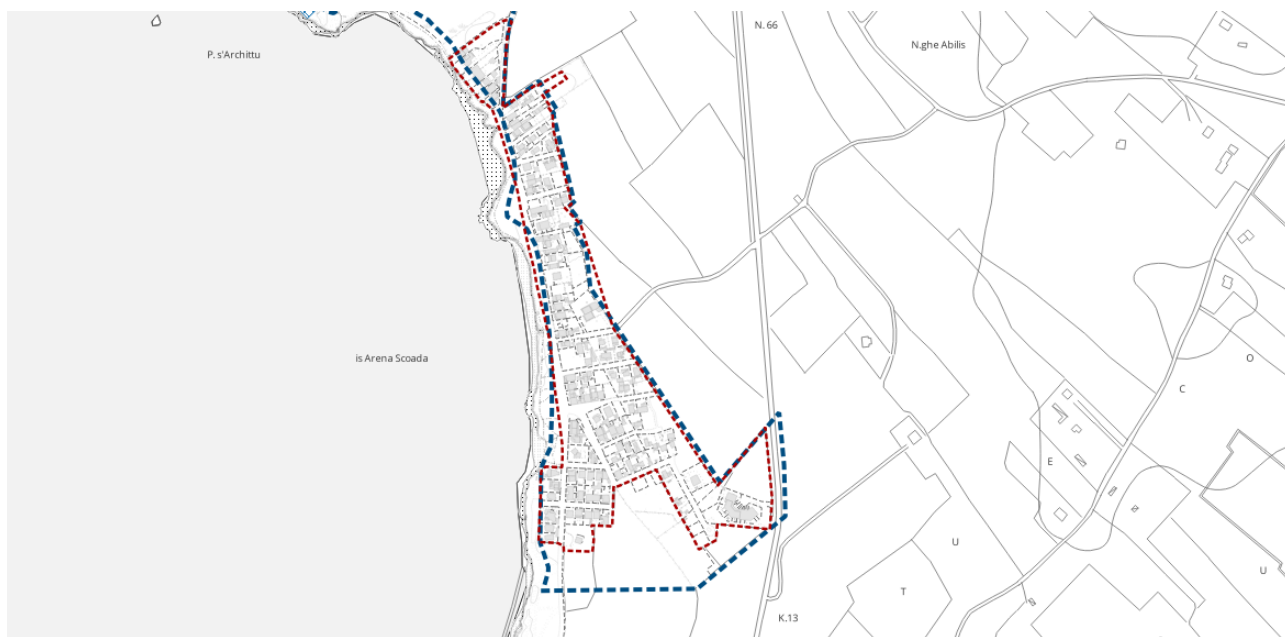 N. 66
N.ghe Abilis
P. s'Archittu
is Arena Scoada
O
C
E
U
U
T
K.13